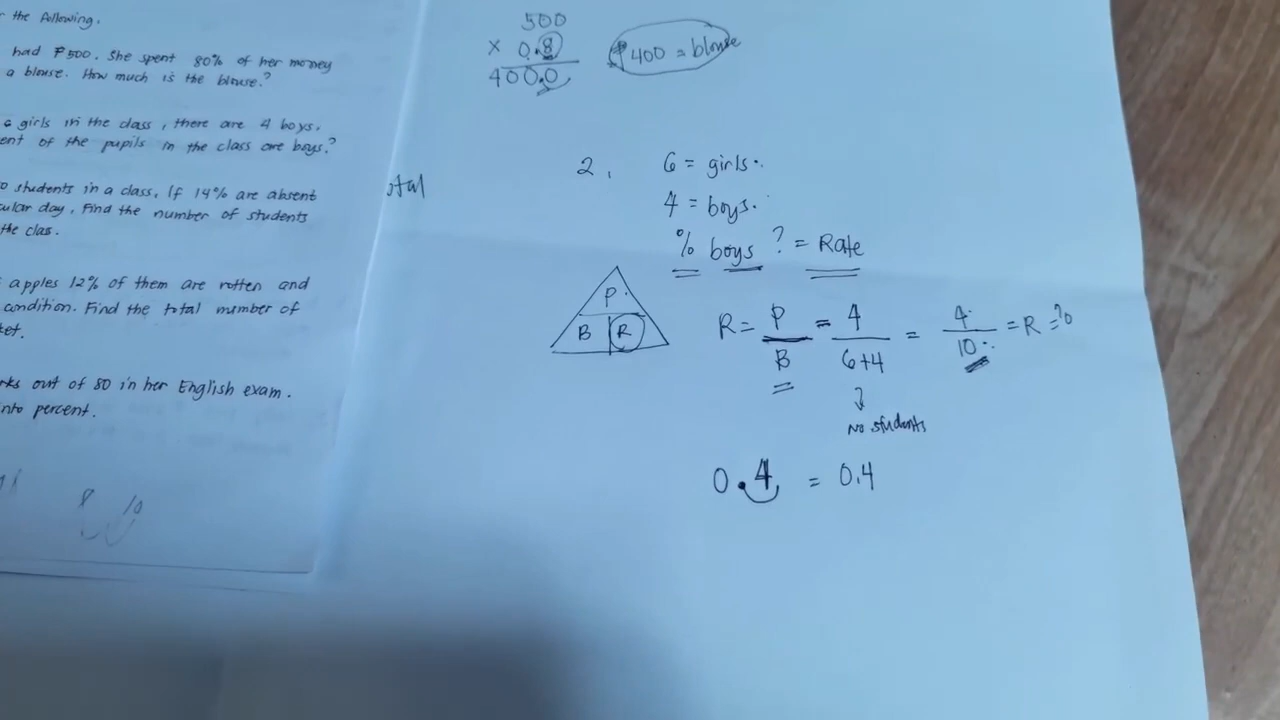 the following.
had ₱500. She spent 80% of her money
a blouse. How much is the blouse?
girls in the class, there are 4 boys.
ent of the pupils in the class are boys?
students in a class. If 14% are absent
cular day, Find the number of students
the clas.
apples 12% of them are rotten and
condition. Find the total number of
ket.
rks out of 80 in her English exam.
into percent.
8 10
otal
500
× 0.8
400.0
₱400 = blouse
2. 6 = girls.
4 = boys.
% boys ? = Rate
P
B R
R = P/B = 4/6+4 = 4/10 = R = %
No students
0.4 = 0.4